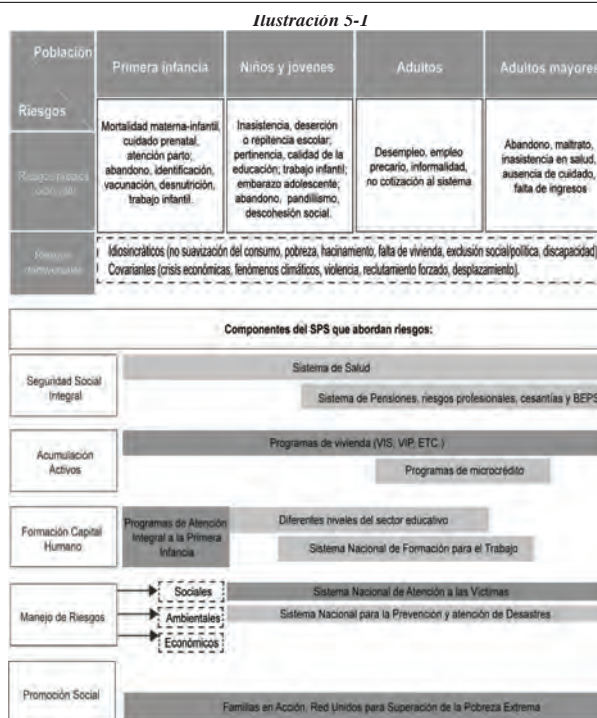 Ilustración 5-1
Población
Riesgos
Primera infancia
Niños y jovenes
Adultos
Adultos mayores
Mortalidad materna-infantil,
cuidado prenatal,
atención parto;
abandono, identificación,
vacunación, desnutrición,
trabajo infantil.
Inasistencia, deserción
o repitencia escolar;
pertinencia, calidad de la
educación; trabajo infantil;
embarazo adolescente;
abandono, pandillismo,
descohesión social.
Desempleo, empleo
precario, informalidad,
no cotización al sistema
Abandono, maltrato,
inasistencia en salud,
ausencia de cuidado,
falta de ingresos
Riesgos
Idiosincráticos (no suavización del consumo, pobreza, hacinamiento, falta de vivienda, exclusión social/política, discapacidad)
Covariantes (crisis económicas, fenómenos climáticos, violencia, reclutamiento forzado, desplazamiento).
Componentes del SPS que abordan riesgos:
Seguridad Social
Integral
Sistema de Salud
Sistema de Pensiones, riesgos profesionales, cesantías y BEPS
Acumulación
Activos
Programas de vivienda (VIS, VIP, ETC.)
Programas de microcrédito
Formación Capital
Humano
Programas de Atención
Integral a la Primera
Infancia
Diferentes niveles del sector educativo
Sistema Nacional de Formación para el Trabajo
Manejo de Riesgos
Sociales
Ambientales
Económicos
Sistema Nacional de Atención a las Víctimas
Sistema Nacional para la Prevención y atención de Desastres
Promoción Social
Familias en Acción, Red Unidos para Superación de la Pobreza Extrema